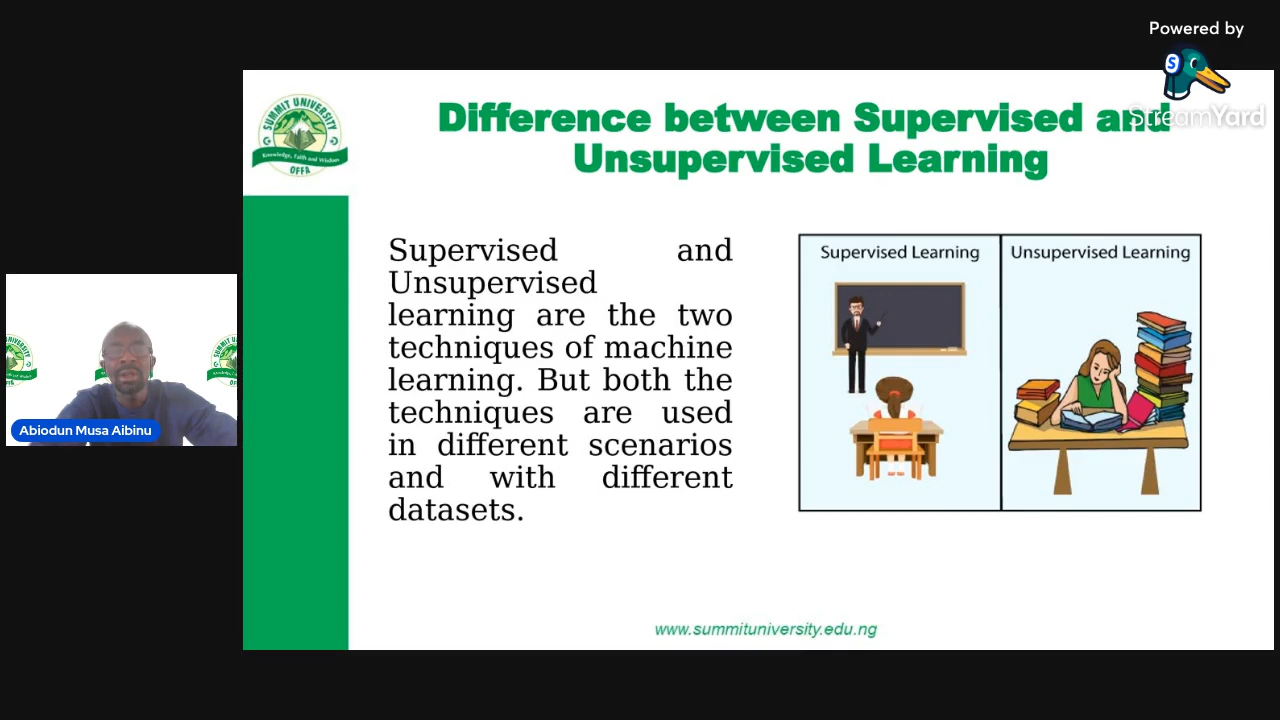 Powered by
StreamYard
SUMMIT UNIVERSITY
Knowledge, Faith and Wisdom
OFFA
Difference between Supervised and
Unsupervised Learning
Supervised and
Unsupervised
learning are the two
techniques of machine
learning. But both the
techniques are used
in different scenarios
and with different
datasets.
Supervised Learning
Unsupervised Learning
Abiodun Musa Aibinu
www.summituniversity.edu.ng